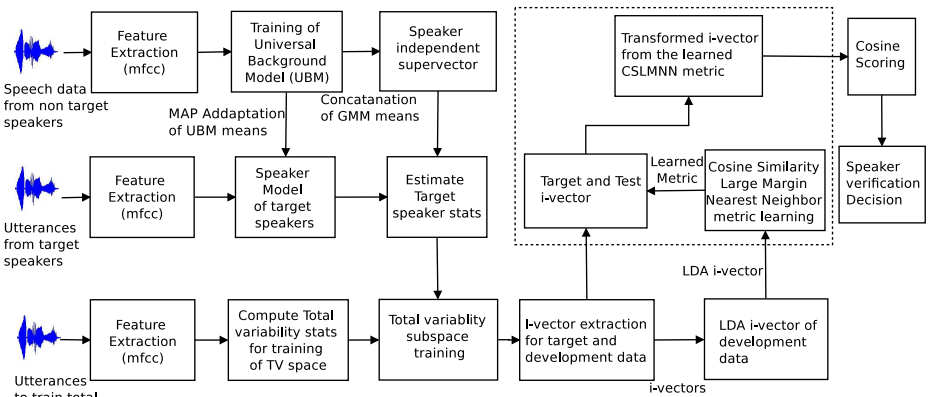 Feature
Extraction
(mfcc)
Training of
Universal
Background
Model (UBM)
Speaker
independent
supervector
Transformed i-vector
from the learned
CSLMNN metric
Cosine
Scoring
Speech data
from non target
speakers
MAP Addaptation
of UBM means
Concatanation
of GMM means
Feature
Extraction
(mfcc)
Speaker
Model
of target
speakers
Estimate
Target
speaker stats
Target and Test
i-vector
Learned
Metric
Cosine Similarity
Large Margin
Nearest Neighbor
metric learning
Speaker
verification
Decision
Utterances
from target
speakers
LDA i-vector
Feature
Extraction
(mfcc)
Compute Total
variability stats
for training
of TV space
Total variablity
subspace
training
I-vector extraction
for target and
development data
LDA i-vector of
development
data
i-vectors
Utterances
to train total